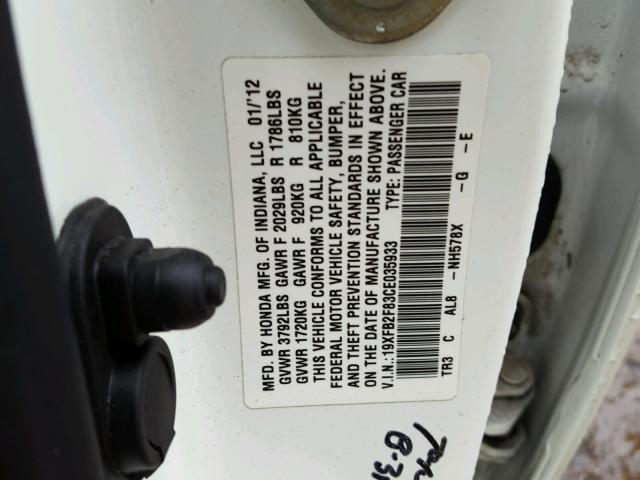 MFD. BY HONDA MFG. OF INDIANA, LLC 01/'12
GVWR 3792LBS GAWR F 2029LBS R 1786LBS
GVWR 1720KG GAWR F 920KG R 810KG
THIS VEHICLE CONFORMS TO ALL APPLICABLE
FEDERAL MOTOR VEHICLE SAFETY, BUMPER,
AND THEFT PREVENTION STANDARDS IN EFFECT
ON THE DATE OF MANUFACTURE SHOWN ABOVE.
V.I.N.:19XFB2F83CE035933 TYPE: PASSENGER CAR
TR3 C AL8 -NH578X -G -E